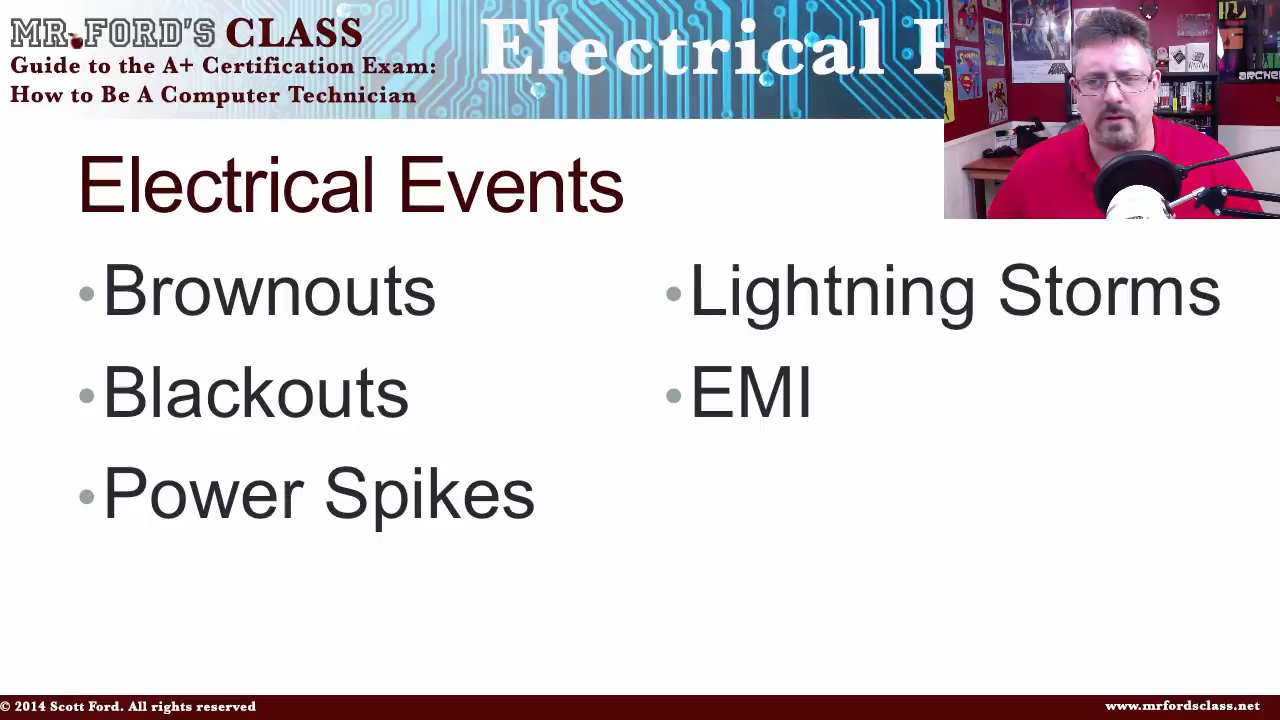 MR. FORD'S CLASS
Guide to the A+ Certification Exam:
How to Be A Computer Technician
Electrical
ARCHER
Electrical Events
• Brownouts
• Blackouts
• Power Spikes
• Lightning Storms
• EMI
© 2014 Scott Ford. All rights reserved
www.mrfordsclass.net